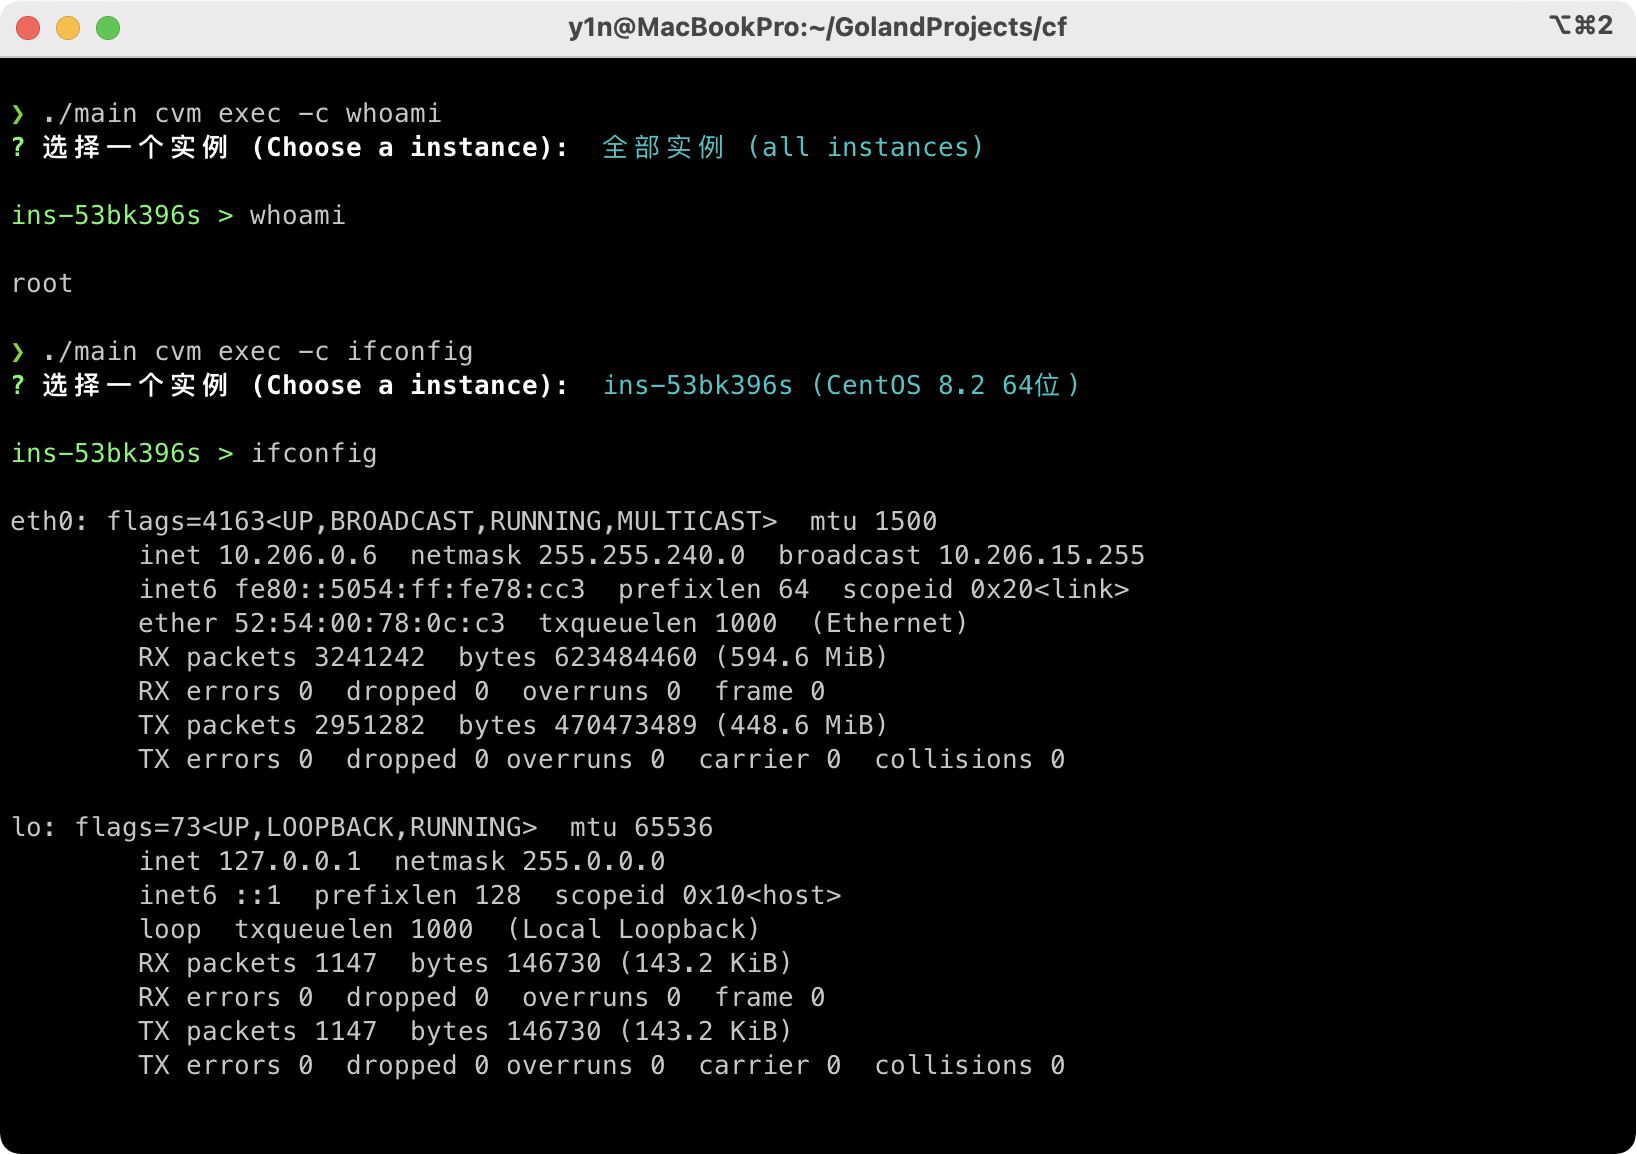 y1n@MacBookPro:~/GolandProjects/cf ⌥⌘2
❯ ./main cvm exec -c whoami
? 选择一个实例 (Choose a instance):  全部实例 (all instances)
ins-53bk396s > whoami
root
❯ ./main cvm exec -c ifconfig
? 选择一个实例 (Choose a instance):  ins-53bk396s (CentOS 8.2 64位)
ins-53bk396s > ifconfig
eth0: flags=4163<UP,BROADCAST,RUNNING,MULTICAST>  mtu 1500
        inet 10.206.0.6  netmask 255.255.240.0  broadcast 10.206.15.255
        inet6 fe80::5054:ff:fe78:cc3  prefixlen 64  scopeid 0x20<link>
        ether 52:54:00:78:0c:c3  txqueuelen 1000  (Ethernet)
        RX packets 3241242  bytes 623484460 (594.6 MiB)
        RX errors 0  dropped 0  overruns 0  frame 0
        TX packets 2951282  bytes 470473489 (448.6 MiB)
        TX errors 0  dropped 0 overruns 0  carrier 0  collisions 0
lo: flags=73<UP,LOOPBACK,RUNNING>  mtu 65536
        inet 127.0.0.1  netmask 255.0.0.0
        inet6 ::1  prefixlen 128  scopeid 0x10<host>
        loop  txqueuelen 1000  (Local Loopback)
        RX packets 1147  bytes 146730 (143.2 KiB)
        RX errors 0  dropped 0  overruns 0  frame 0
        TX packets 1147  bytes 146730 (143.2 KiB)
        TX errors 0  dropped 0 overruns 0  carrier 0  collisions 0